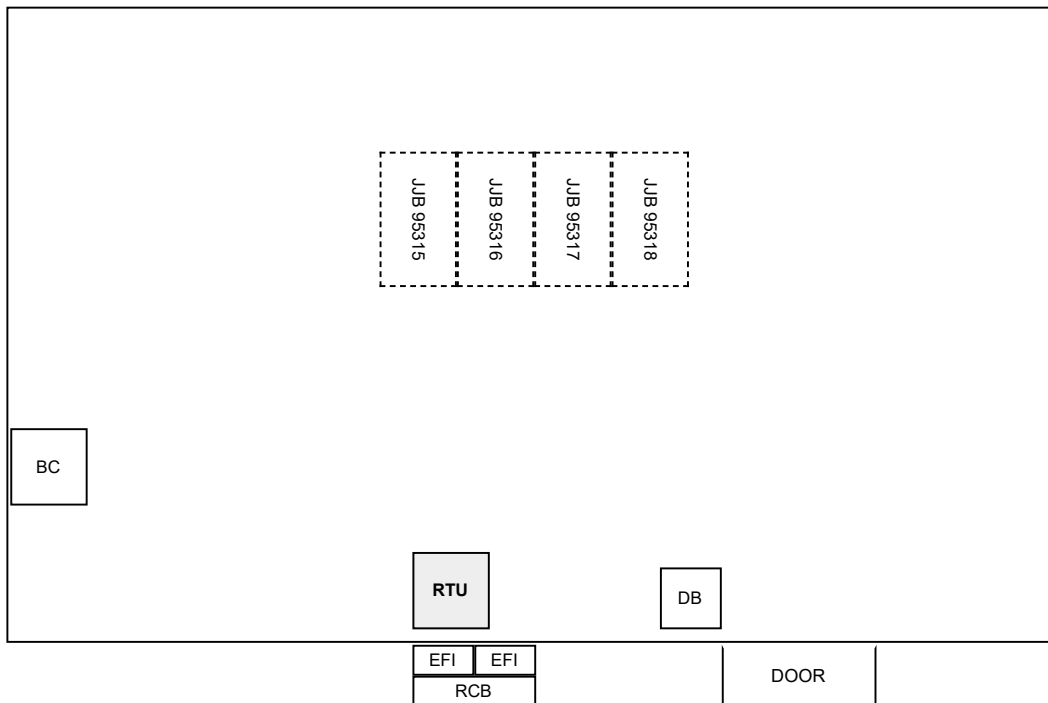 JJB 95315
JJB 95316
JJB 95317
JJB 95318
BC
RTU
DB
EFI
EFI
RCB
DOOR